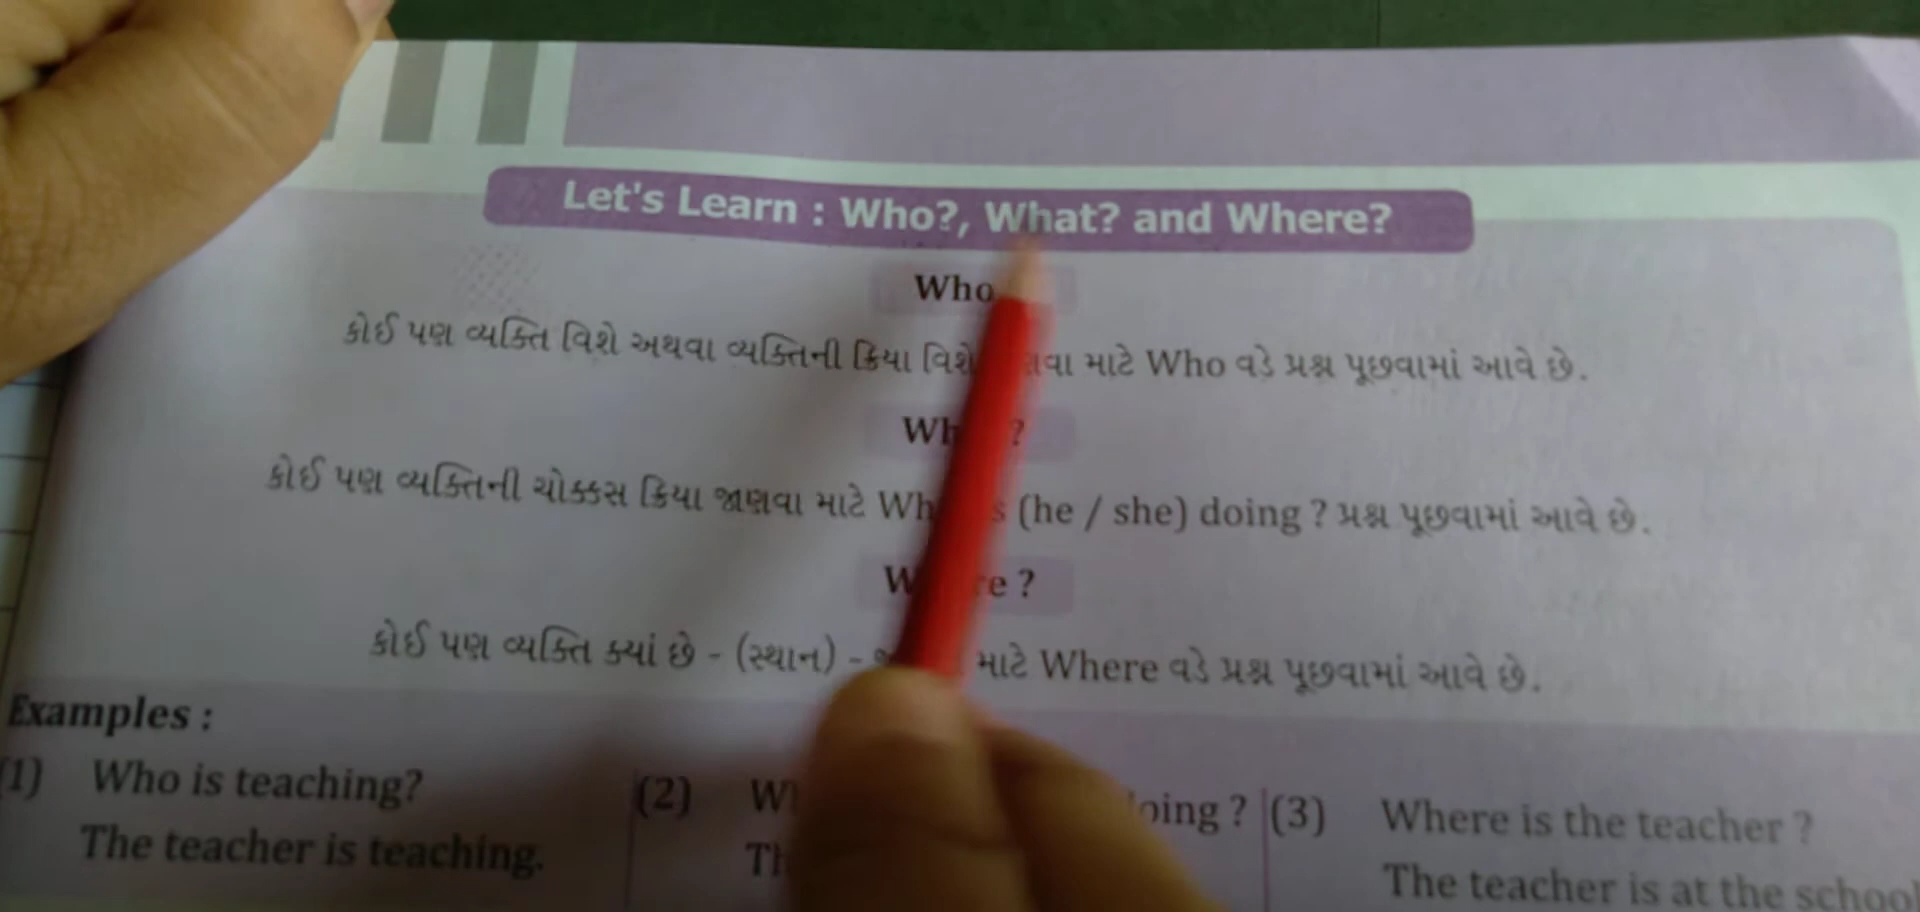 Let's Learn : Who?, What? and Where?
Who
કોઈ પણ વ્યક્તિ વિશે અથવા વ્યક્તિની ક્રિયા વિશે માટે Who વડે પ્રશ્ન પૂછવામાં આવે છે.
?
કોઈ પણ વ્યક્તિની ચોક્કસ ક્રિયા જાણવા માટે (he / she) doing ? પ્રશ્ન પૂછવામાં આવે છે.
?
કોઈ પણ વ્યક્તિ ક્યાં છે - (સ્થાન) - માટે Where વડે પ્રશ્ન પૂછવામાં આવે છે.
Examples :
(1) Who is teaching?
The teacher is teaching.
(2) ?
(3) Where is the teacher ?
The teacher is at the school